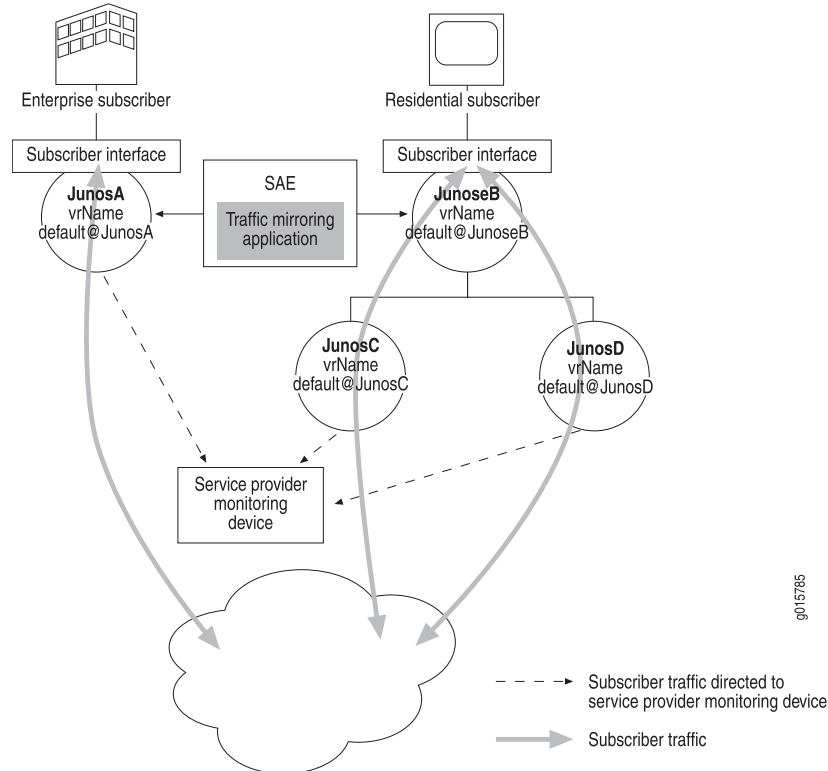 Enterprise subscriber
Residential subscriber
Subscriber interface
Subscriber interface
JunosA
vrName
default@JunosA
SAE
Traffic mirroring
application
JunoseB
vrName
default@JunoseB
JunosC
vrName
default@JunosC
JunosD
vrName
default@JunosD
Service provider
monitoring
device
g015785
Subscriber traffic directed to
service provider monitoring device
Subscriber traffic